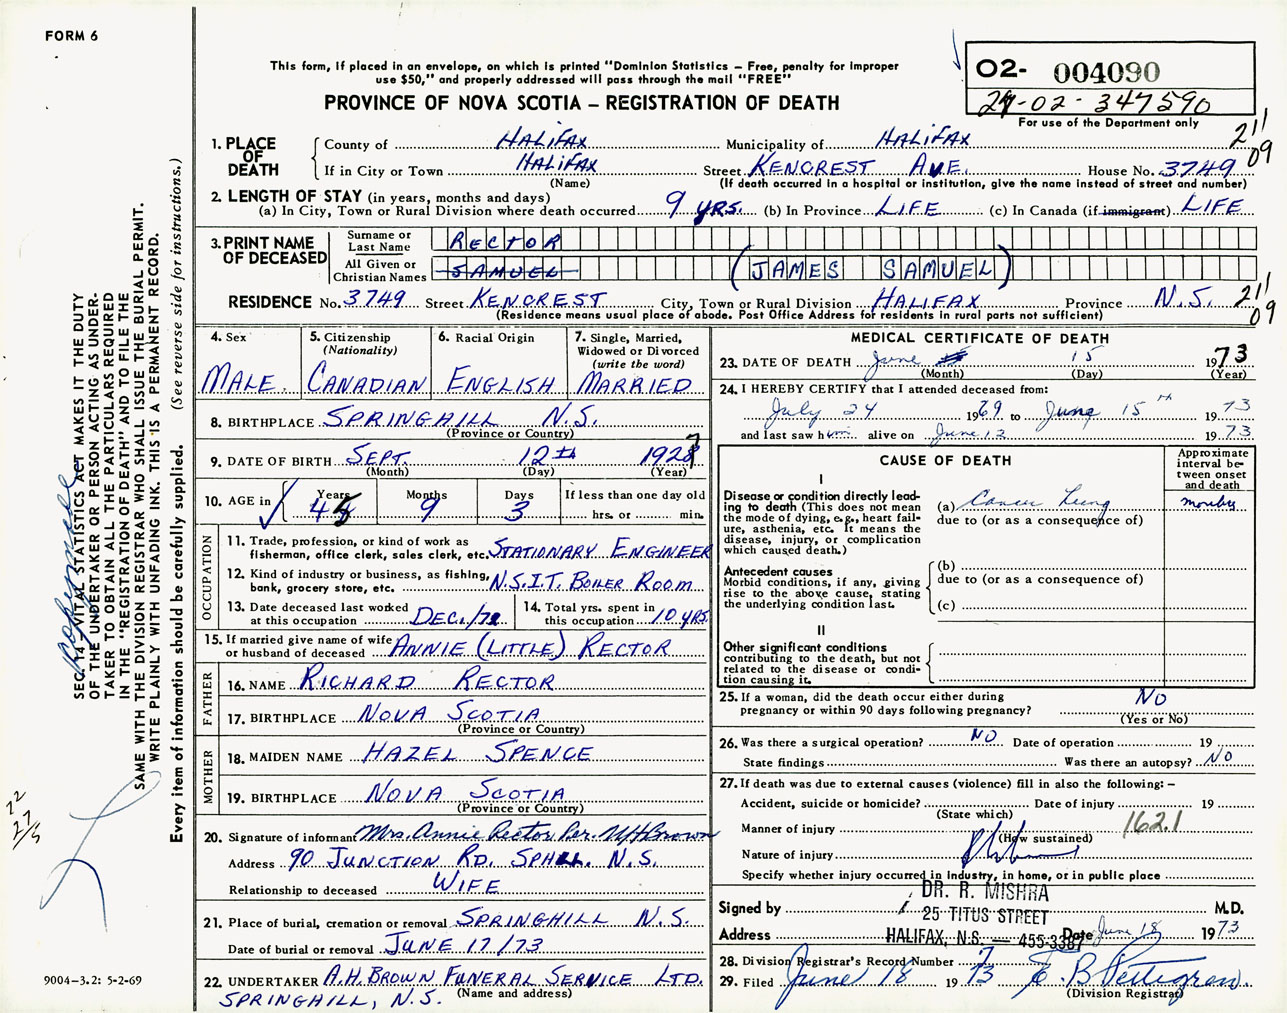 FORM 6
This form, if placed in an envelope, on which is printed "Dominion Statistics – Free, penalty for improper
use $50," and properly addressed will pass through the mail "FREE"
PROVINCE OF NOVA SCOTIA – REGISTRATION OF DEATH
O2- 004090
29-02-347590
For use of the Department only
1. PLACE OF DEATH
County of HALIFAX Municipality of HALIFAX 2 11
If in City or Town HALIFAX Street KENCREST AVE. House No. 3749 09
(Name) (If death occurred in a hospital or institution, give the name instead of street and number)
2. LENGTH OF STAY (in years, months and days)
(a) In City, Town or Rural Division where death occurred 9 YRS. (b) In Province LIFE (c) In Canada (if immigrant) LIFE
3. PRINT NAME OF DECEASED
Surname or Last Name RECTOR
All Given or Christian Names SAMUEL (JAMES SAMUEL)
RESIDENCE No. 3749 Street KENCREST City, Town or Rural Division HALIFAX Province N.S. 2 11
(Residence means usual place of abode. Post Office Address for residents in rural parts not sufficient) 09
4. Sex MALE
5. Citizenship (Nationality) CANADIAN
6. Racial Origin ENGLISH
7. Single, Married, Widowed or Divorced (write the word) MARRIED
8. BIRTHPLACE SPRINGHILL N.S.
(Province or Country)
9. DATE OF BIRTH SEPT. 12th 192
(Month) (Day) (Year)
10. AGE in Years 4 Months 9 Days 3 If less than one day old
hrs. or min.
OCCUPATION
11. Trade, profession, or kind of work as
fisherman, office clerk, sales clerk, etc. STATIONARY ENGINEER
12. Kind of industry or business, as fishing,
bank, grocery store, etc. N.S.I.T. BOILER ROOM
13. Date deceased last worked
at this occupation DEC./72
14. Total yrs. spent in
this occupation 10 YRS
15. If married give name of wife
or husband of deceased ANNIE (LITTLE) RECTOR
FATHER
16. NAME RICHARD RECTOR
17. BIRTHPLACE NOVA SCOTIA
(Province or Country)
MOTHER
18. MAIDEN NAME HAZEL SPENCE
19. BIRTHPLACE NOVA SCOTIA
(Province or Country)
20. Signature of informant Mrs. Annie Rector Per. Brown
Address 90 JUNCTION RD. SPHILL N.S.
Relationship to deceased WIFE
21. Place of burial, cremation or removal SPRINGHILL N.S.
Date of burial or removal JUNE 17/73
22. UNDERTAKER A.H. BROWN FUNERAL SERVICE LTD.
SPRINGHILL, N.S. (Name and address)
MEDICAL CERTIFICATE OF DEATH
23. DATE OF DEATH June 15 1973
(Month) (Day) (Year)
24. I HEREBY CERTIFY that I attended deceased from:
July 24 1969 to June 15th 1973
and last saw him alive on June 12 1973
CAUSE OF DEATH
Approximate interval between onset and death
I
Disease or condition directly leading to death (This does not mean
the mode of dying, e.g., heart failure, asthenia, etc. It means the
disease, injury, or complication
which caused death.)
(a) Cancer Lung months
due to (or as a consequence of)
Antecedent causes
Morbid conditions, if any, giving
rise to the above cause, stating
the underlying condition last.
(b)
due to (or as a consequence of)
(c)
II
Other significant conditions
contributing to the death, but not
related to the disease or condition causing it.
25. If a woman, did the death occur either during
pregnancy or within 90 days following pregnancy? NO
(Yes or No)
26. Was there a surgical operation? NO Date of operation 19
State findings Was there an autopsy? NO
27. If death was due to external causes (violence) fill in also the following: –
Accident, suicide or homicide? Date of injury 19
(State which)
Manner of injury 162.1
(How sustained)
Nature of injury
Specify whether injury occurred in industry, in home, or in public place
DR. R. MISHRA
Signed by 25 TITUS STREET M.D.
Address HALIFAX, N.S. — 455-3387 Date June 18 1973
28. Division Registrar's Record Number 7
29. Filed June 18 1973 E B Pettigrew
(Division Registrar)
SEC. 14 – VITAL STATISTICS ACT MAKES IT THE DUTY
OF THE UNDERTAKER OR PERSON ACTING AS UNDERTAKER TO OBTAIN ALL THE PARTICULARS REQUIRED
IN THE "REGISTRATION OF DEATH" AND TO FILE THE
SAME WITH THE DIVISION REGISTRAR WHO SHALL ISSUE THE BURIAL PERMIT.
WRITE PLAINLY WITH UNFADING INK. THIS IS A PERMANENT RECORD.
Every item of information should be carefully supplied. (See reverse side for instructions.)
22
27/5
9004–3.2: 5-2-69